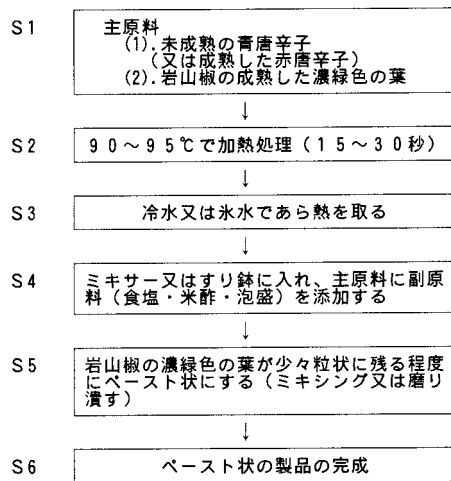 S1
主原料
(1).未成熟の青唐辛子
(又は成熟した赤唐辛子)
(2).岩山椒の成熟した濃緑色の葉
↓
S2
90～95℃で加熱処理(15～30秒)
↓
S3
冷水又は氷水であら熱を取る
↓
S4
ミキサー又はすり鉢に入れ、主原料に副原
料(食塩・米酢・泡盛)を添加する
↓
S5
岩山椒の濃緑色の葉が少々粒状に残る程度
にペースト状にする(ミキシング又は磨り
潰す)
↓
S6
ペースト状の製品の完成